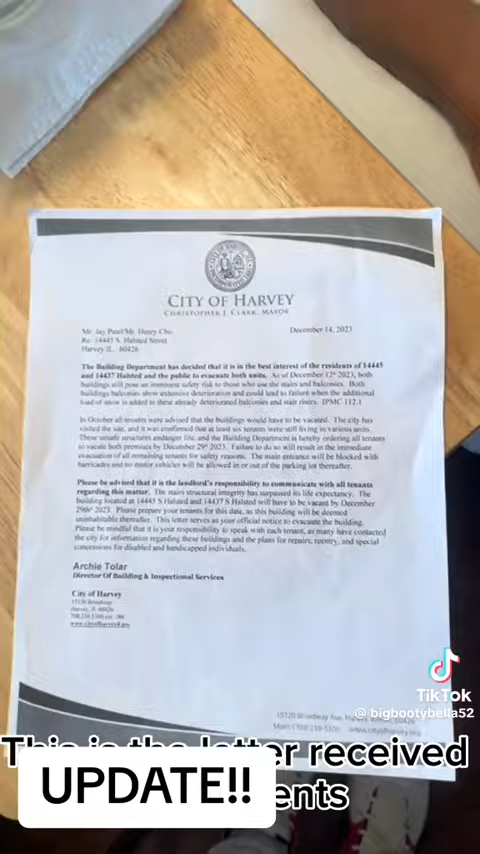 CITY OF HARVEY
CHRISTOPHER J. CLARK, MAYOR
December 14, 2023
Mr. Jay Patel/Mr. Henry Cho
Re: 14445 S. Halsted Street
Harvey IL 60426
The Building Department has decided that it is in the best interest of the residents of 14445
and 14437 Halsted and the public to evacuate both units. As of December 12th 2023, both
buildings still pose an imminent safety risk to those who use the stairs and balconies. Both
buildings balconies show extensive deterioration and could lead to failure when the additional
load of snow is added to these already deteriorated balconies and stair risers. IPMC 112.1
In October all tenants were advised that the buildings would have to be vacated. The city has
visited the site, and it was confirmed that at least six tenants were still living in various units.
These unsafe structures endanger life, and the Building Department is hereby ordering all tenants
to vacate both premises by December 29th 2023. Failure to do so will result in the immediate
evacuation of all remaining tenants for safety reasons. The main entrance will be blocked with
barricades and no motor vehicles will be allowed in or out of the parking lot thereafter.
Please be advised that it is the landlord's responsibility to communicate with all tenants
regarding this matter. The stairs structural integrity has surpassed its life expectancy. The
building located at 14445 S Halsted and 14437 S Halsted will have to be vacant by December
29th 2023. Please prepare your tenants for this date, as this building will be deemed
uninhabitable thereafter. This letter serves as your official notice to evacuate the building.
Please be mindful that it is your responsibility to speak with each tenant, as many have contacted
the city for information regarding these buildings and the plans for repairs, reentry, and special
concessions for disabled and handicapped individuals.
Archie Tolar
Director Of Building & Inspectional Services
City of Harvey
15120 Broadway
Harvey, IL 60426
TikTok
@bigbootybella52
15120 Broadway Ave. Harvey,
This is the letter received
UPDATE!!